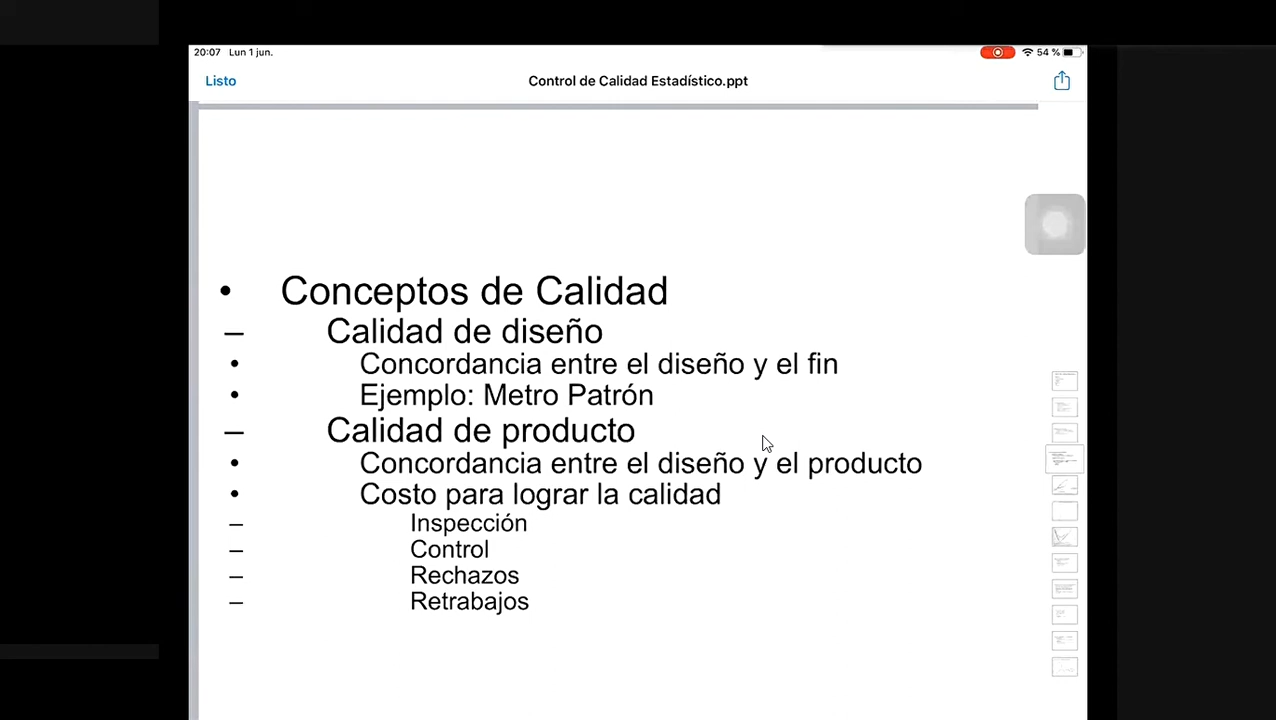 20:07 Lun 1 jun. 54 %
Listo Control de Calidad Estadístico.ppt
• Conceptos de Calidad
– Calidad de diseño
• Concordancia entre el diseño y el fin
• Ejemplo: Metro Patrón
– Calidad de producto
• Concordancia entre el diseño y el producto
• Costo para lograr la calidad
– Inspección
– Control
– Rechazos
– Retrabajos